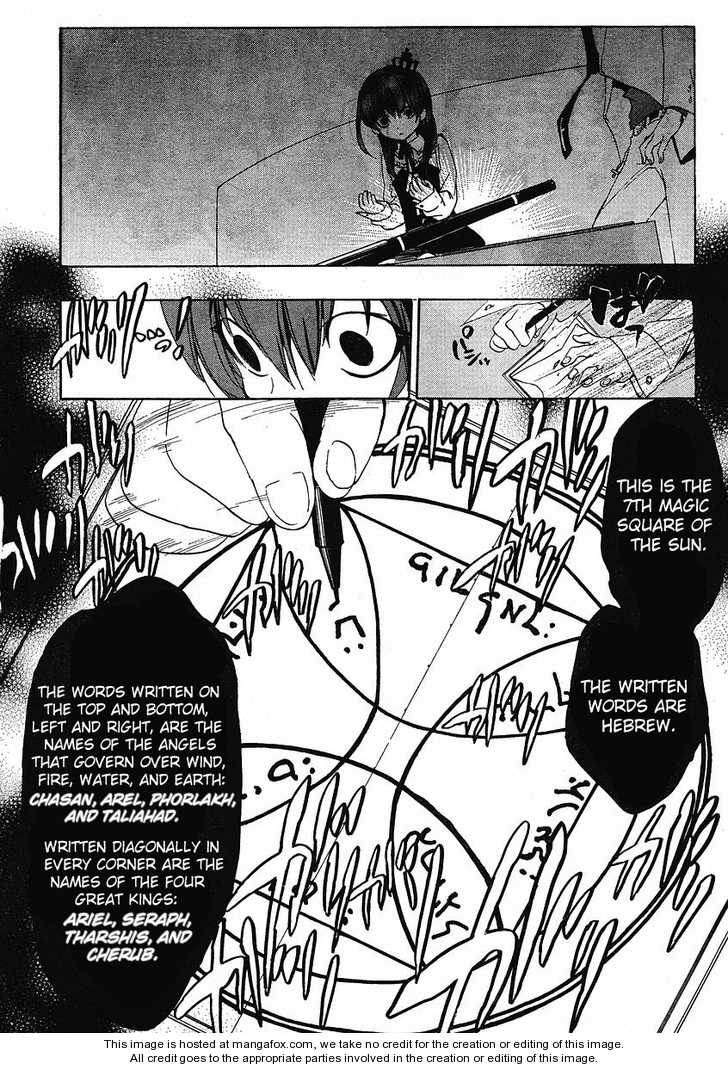 ばっ
パシッ
THIS IS THE
7TH MAGIC
SQUARE OF
THE SUN.
THE WRITTEN
WORDS ARE
HEBREW.
THE WORDS WRITTEN ON
THE TOP AND BOTTOM,
LEFT AND RIGHT, ARE THE
NAMES OF THE ANGELS
THAT GOVERN OVER WIND,
FIRE, WATER, AND EARTH:
CHASAN, AREL, PHORLAKH,
AND TALIAHAD.
WRITTEN DIAGONALLY IN
EVERY CORNER ARE THE
NAMES OF THE FOUR
GREAT KINGS:
ARIEL, SERAPH,
THARSHIS, AND
CHERUB.
This image is hosted at mangafox.com, we take no credit for the creation or editing of this image.
All credit goes to the appropriate parties involved in the creation or editing of this image.